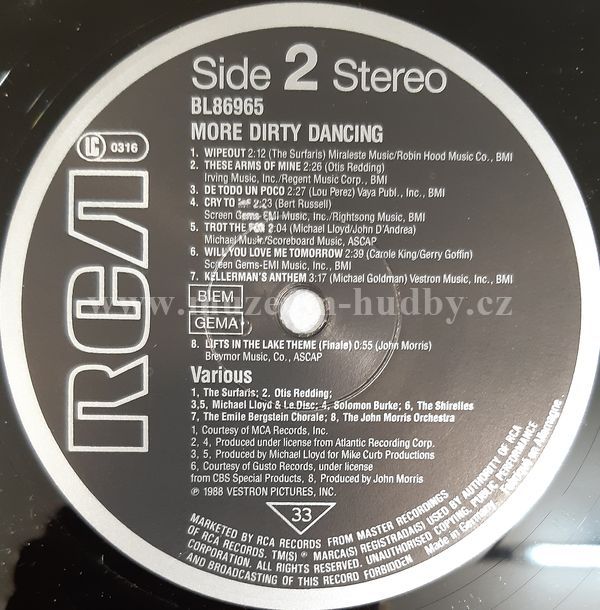 Side 2 Stereo
BL86965
MORE DIRTY DANCING
LC 0316
RCA
1. WIPEOUT 2:12 (The Surfaris) Miraleste Music/Robin Hood Music Co., BMI
2. THESE ARMS OF MINE 2:26 (Otis Redding)
Irving Music, Inc./Regent Music Corp., BMI
3. DE TODO UN POCO 2:27 (Lou Perez) Vaya Publ., Inc., BMI
4. CRY TO 2:23 (Bert Russell)
Screen Gems-EMI Music, Inc./Rightsong Music, BMI
5. TROT THE FOX 2:04 (Michael Lloyd/John D'Andrea)
Michael Music/Scoreboard Music, ASCAP
6. WILL YOU LOVE ME TOMORROW 2:39 (Carole King/Gerry Goffin)
Screen Gems-EMI Music, Inc., BMI
7. KELLERMAN'S ANTHEM 3:17 (Michael Goldman) Vestron Music, Inc., BMI
www.muzeum-hudby.cz
BIEM
GEMA
8. LIFTS IN THE LAKE THEME (Finale) 0:55 (John Morris)
Breymor Music, Co., ASCAP
Various
1, The Surfaris; 2, Otis Redding;
3,5, Michael Lloyd & Le Disc; 4, Solomon Burke; 6, The Shirelles
7, The Emile Bergstein Chorale; 8, The John Morris Orchestra
1, Courtesy of MCA Records, Inc.
2, 4, Produced under license from Atlantic Recording Corp.
3, 5, Produced by Michael Lloyd for Mike Curb Productions
6, Courtesy of Gusto Records, under license
from CBS Special Products, 8, Produced by John Morris
℗ 1988 VESTRON PICTURES, INC.
33
MARKETED BY RCA RECORDS FROM MASTER RECORDINGS
OF RCA RECORDS. TM(S) ® MARCA(S) REGISTRADA(S) USED BY AUTHORITY OF RCA
CORPORATION. ALL RIGHTS RESERVED. UNAUTHORISED COPYING, PUBLIC PERFORMANCE
AND BROADCASTING OF THIS RECORD FORBIDDEN
Made in Germany